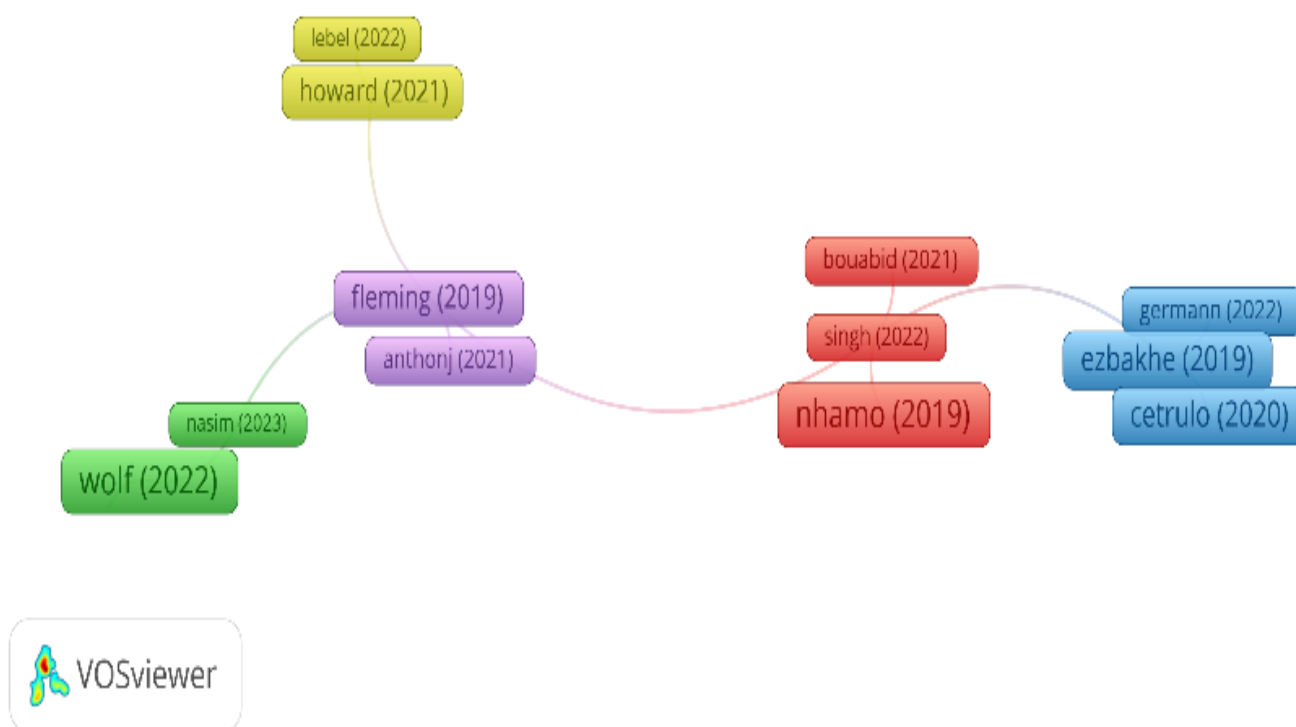 lebel (2022)
howard (2021)
bouabid (2021)
fleming (2019)
germann (2022)
singh (2022)
anthonj (2021)
ezbakhe (2019)
nhamo (2019)
cetrulo (2020)
nasim (2023)
wolf (2022)
VOSviewer